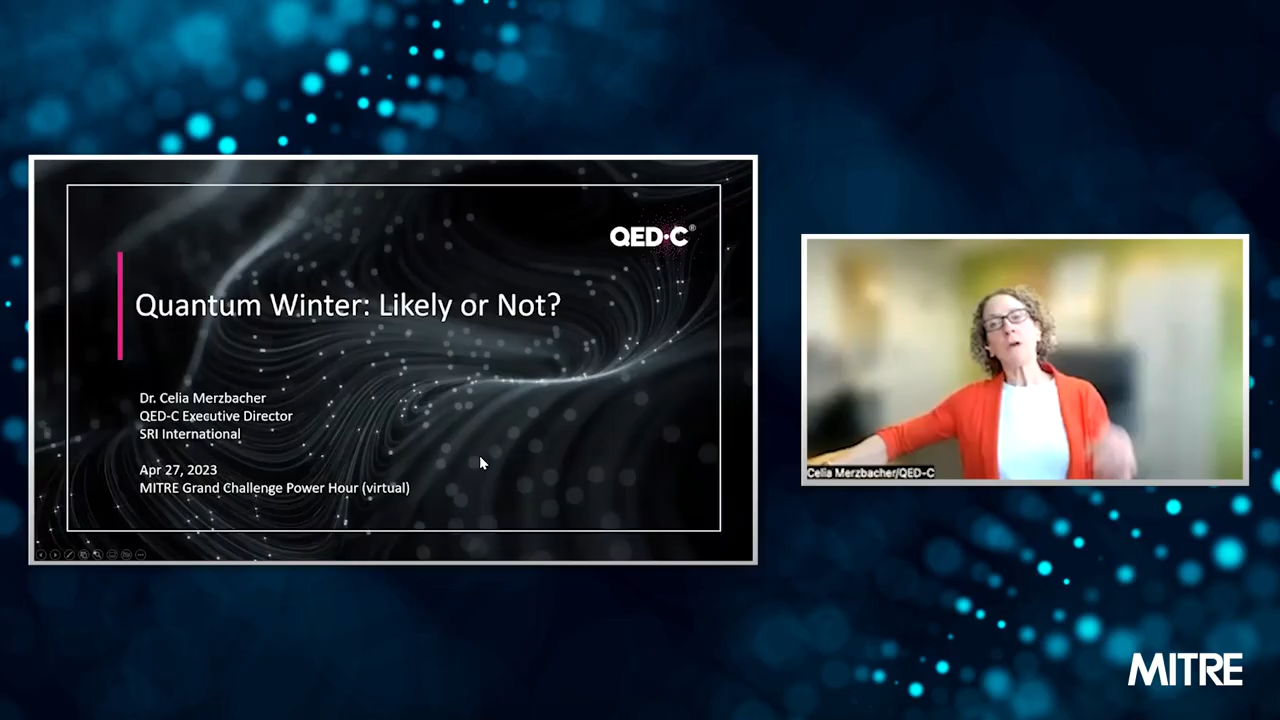 QED·C®
Quantum Winter: Likely or Not?
Dr. Celia Merzbacher
QED-C Executive Director
SRI International
Apr 27, 2023
MITRE Grand Challenge Power Hour (virtual)
Celia Merzbacher/QED-C
MITRE